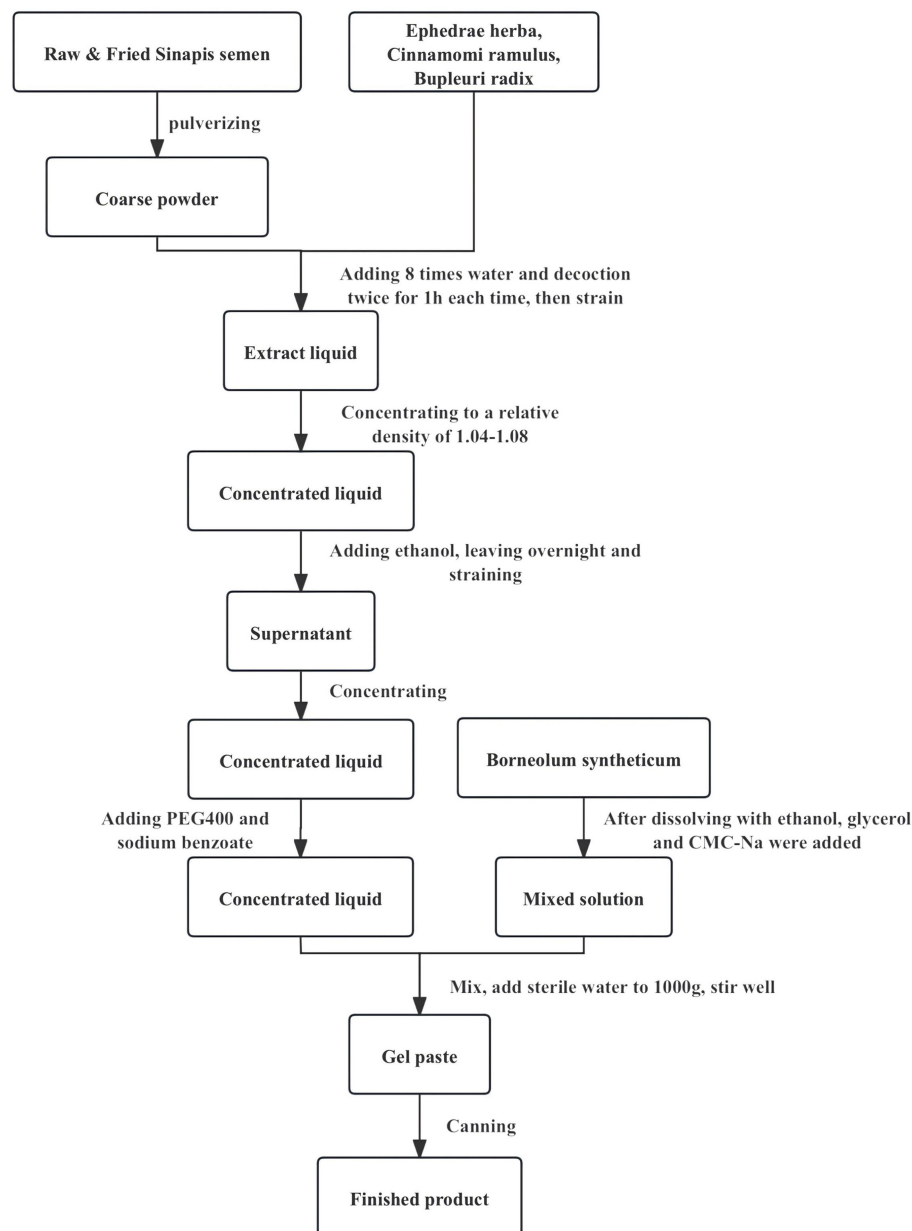 Raw & Fried Sinapis semen
Ephedrae herba,
Cinnamomi ramulus,
Bupleuri radix
pulverizing
Coarse powder
Adding 8 times water and decoction
twice for 1h each time, then strain
Extract liquid
Concentrating to a relative
density of 1.04-1.08
Concentrated liquid
Adding ethanol, leaving overnight and
straining
Supernatant
Concentrating
Concentrated liquid
Borneolum syntheticum
Adding PEG400 and
sodium benzoate
After dissolving with ethanol, glycerol
and CMC-Na were added
Concentrated liquid
Mixed solution
Mix, add sterile water to 1000g, stir well
Gel paste
Canning
Finished product